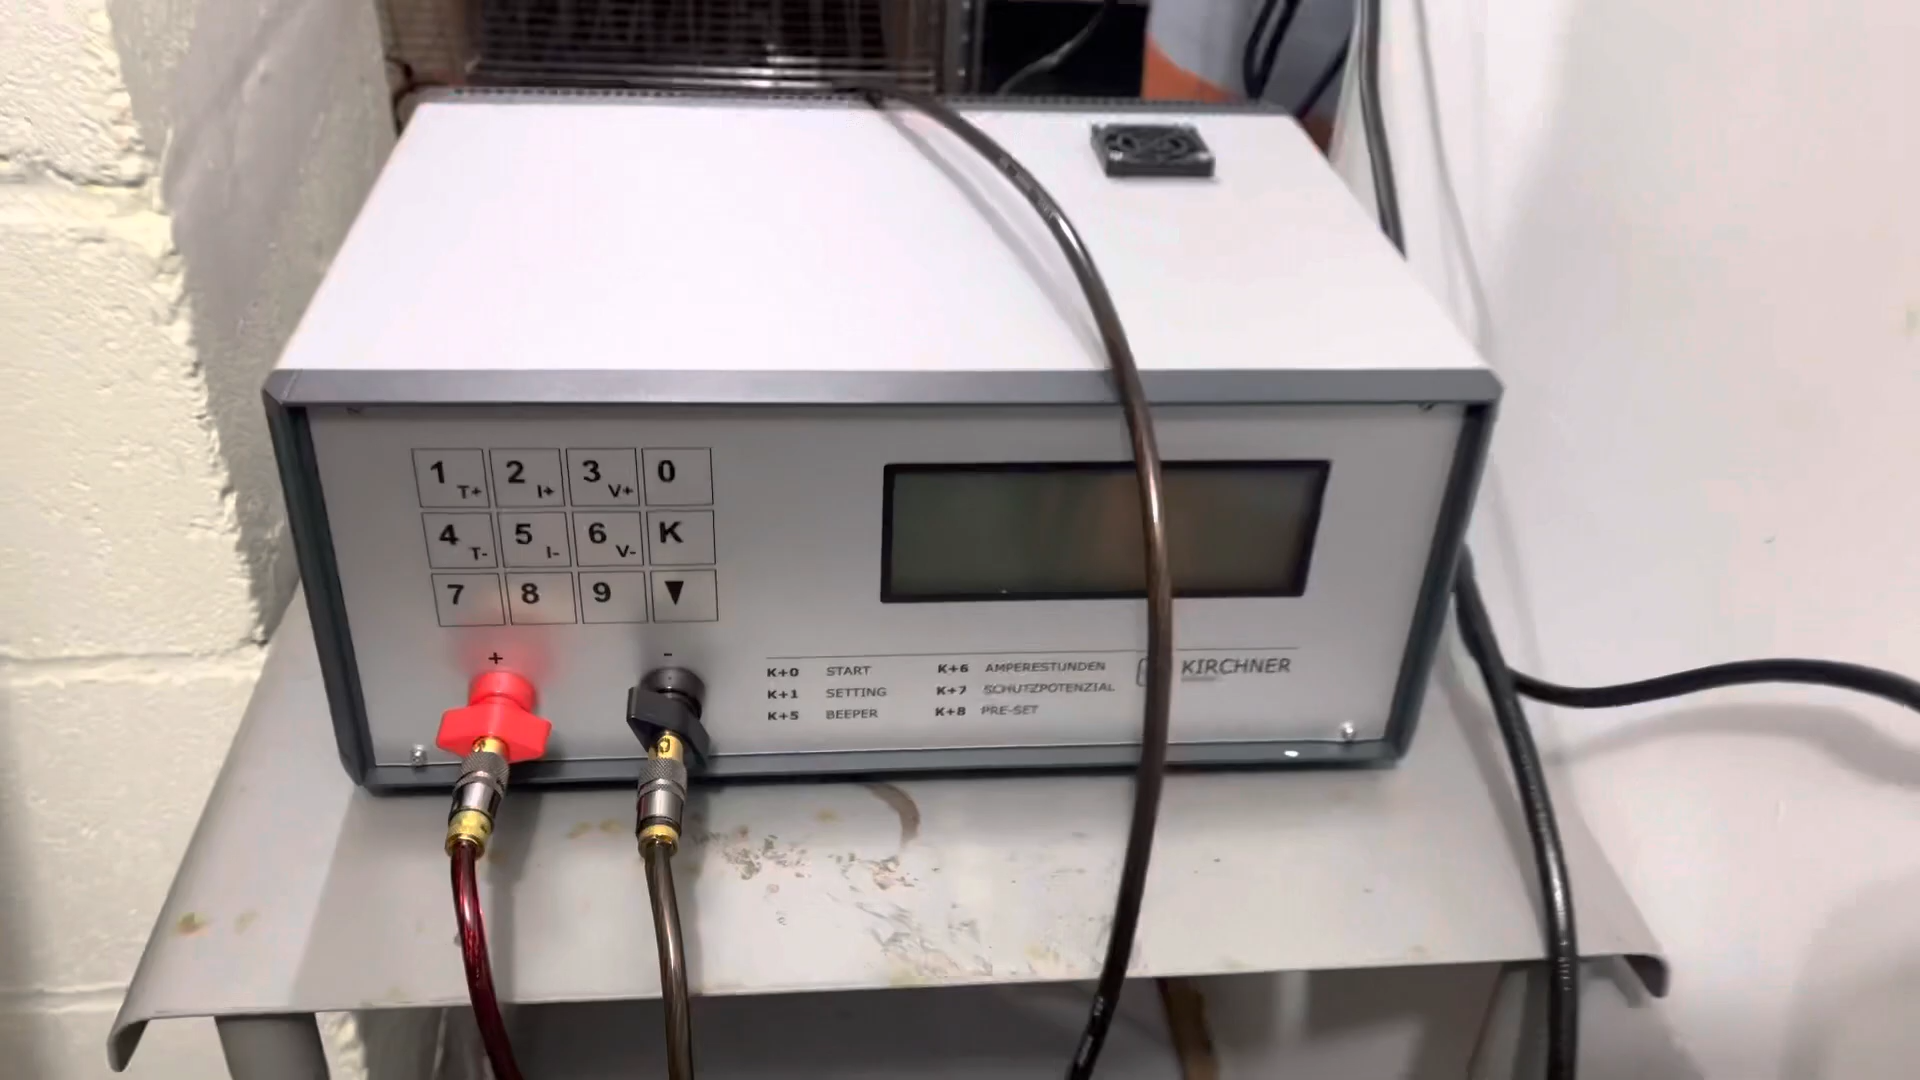 1 T+ 2 I+ 3 V+ 0
4 T- 5 I- 6 V- K
7 8 9 ▼
+ -
K+0 START K+6 AMPERESTUNDEN
K+1 SETTING K+7 SCHUTZPOTENZIAL
K+5 BEEPER K+8 PRE-SET
KIRCHNER